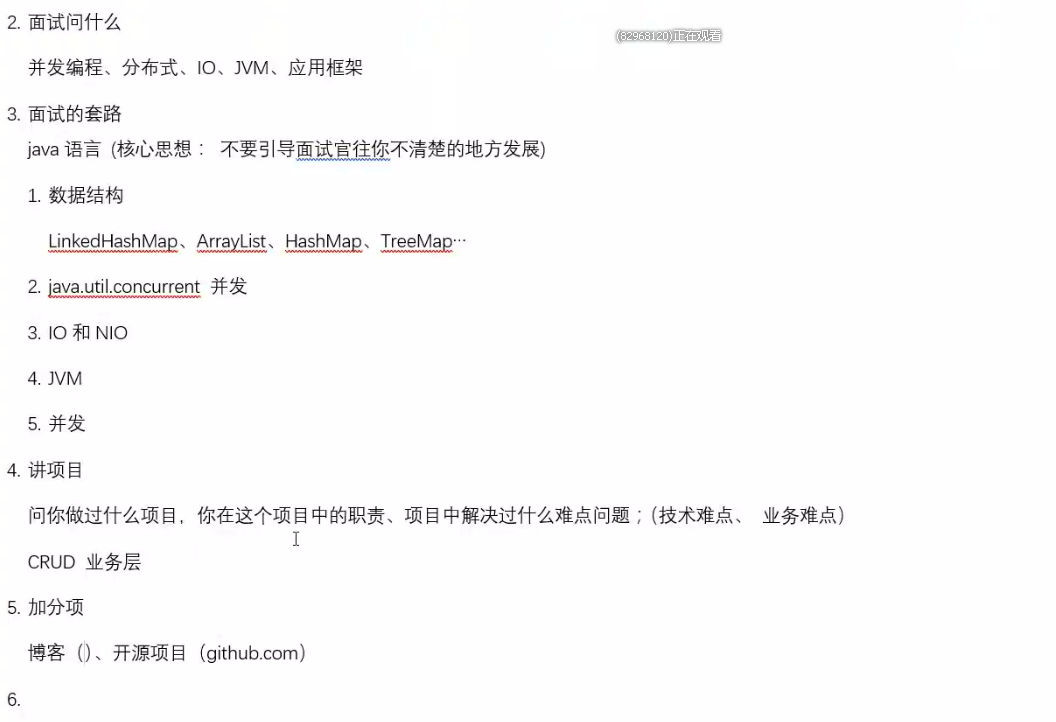 2. 面试问什么
(82968120)正在观看
并发编程、分布式、IO、JVM、应用框架
3. 面试的套路
java 语言 (核心思想： 不要引导面试官往你不清楚的地方发展)
1. 数据结构
LinkedHashMap、ArrayList、HashMap、TreeMap…
2. java.util.concurrent 并发
3. IO 和 NIO
4. JVM
5. 并发
4. 讲项目
问你做过什么项目，你在这个项目中的职责、项目中解决过什么难点问题；（技术难点、 业务难点）
CRUD 业务层
5. 加分项
博客（）、开源项目（github.com）
6.